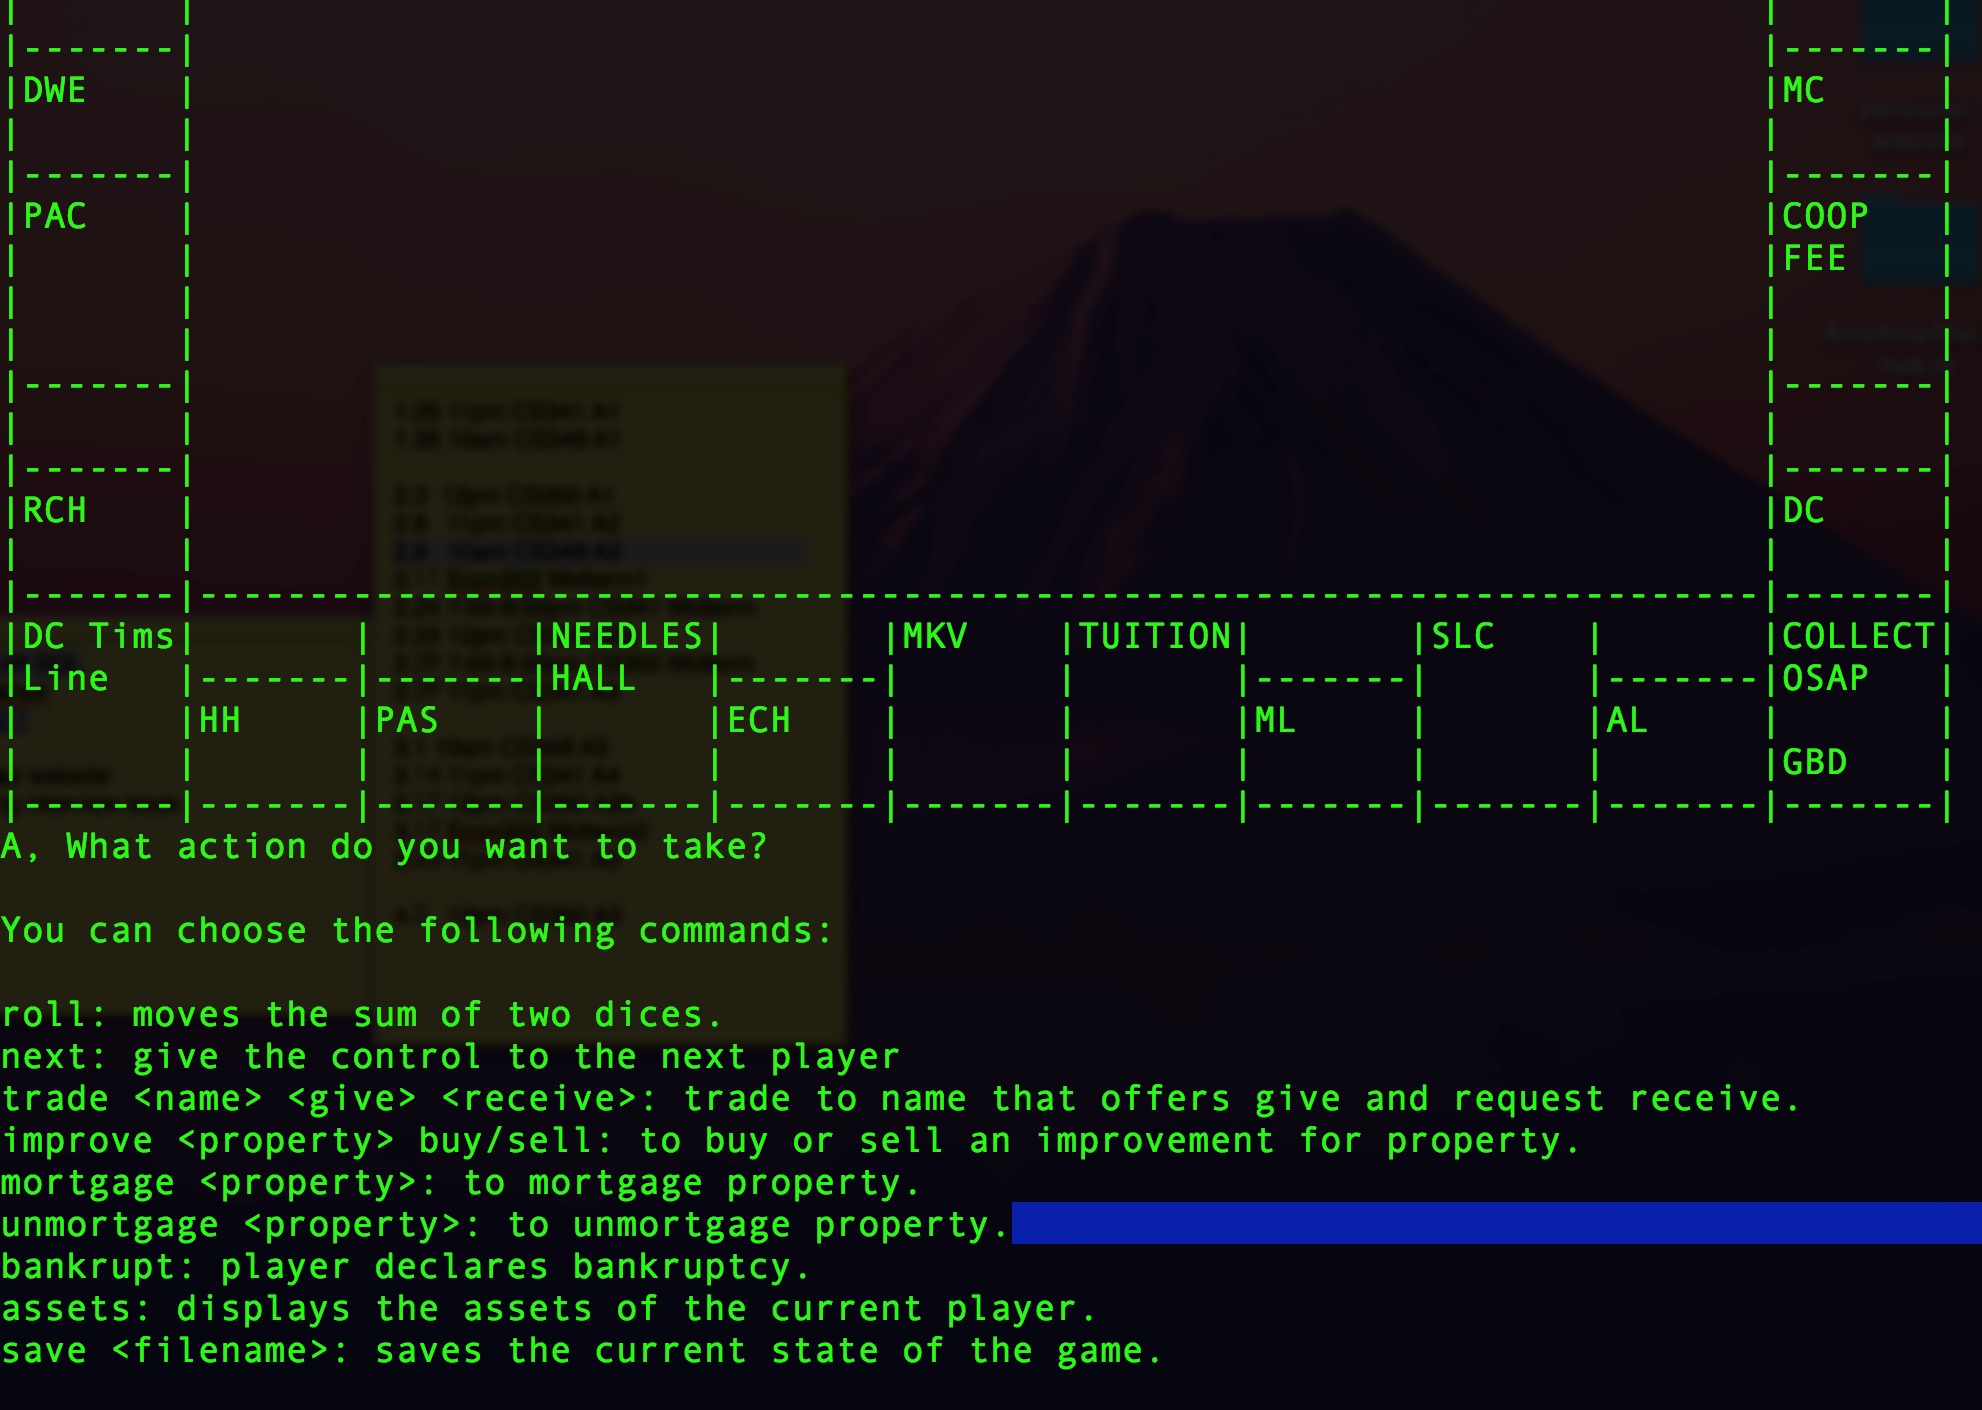 |       |                                                                       |       |
|-------|                                                                       |-------|
|DWE    |                                                                       |MC     |
|       |                                                                       |       |
|-------|                                                                       |-------|
|PAC    |                                                                       |COOP   |
|       |                                                                       |FEE    |
|       |                                                                       |       |
|       |                                                                       |       |
|-------|                                                                       |-------|
|       |                                                                       |       |
|-------|                                                                       |-------|
|RCH    |                                                                       |DC     |
|       |                                                                       |       |
|-------|-----------------------------------------------------------------------|-------|
|DC Tims|       |       |NEEDLES|       |MKV    |TUITION|       |SLC    |       |COLLECT|
|Line   |-------|-------|HALL   |-------|       |       |-------|       |-------|OSAP   |
|       |HH     |PAS    |       |ECH    |       |       |ML     |       |AL     |       |
|       |       |       |       |       |       |       |       |       |       |GBD    |
|-------|-------|-------|-------|-------|-------|-------|-------|-------|-------|-------|
A, What action do you want to take?
You can choose the following commands:
roll: moves the sum of two dices.
next: give the control to the next player
trade <name> <give> <receive>: trade to name that offers give and request receive.
improve <property> buy/sell: to buy or sell an improvement for property.
mortgage <property>: to mortgage property.
unmortgage <property>: to unmortgage property.
bankrupt: player declares bankruptcy.
assets: displays the assets of the current player.
save <filename>: saves the current state of the game.